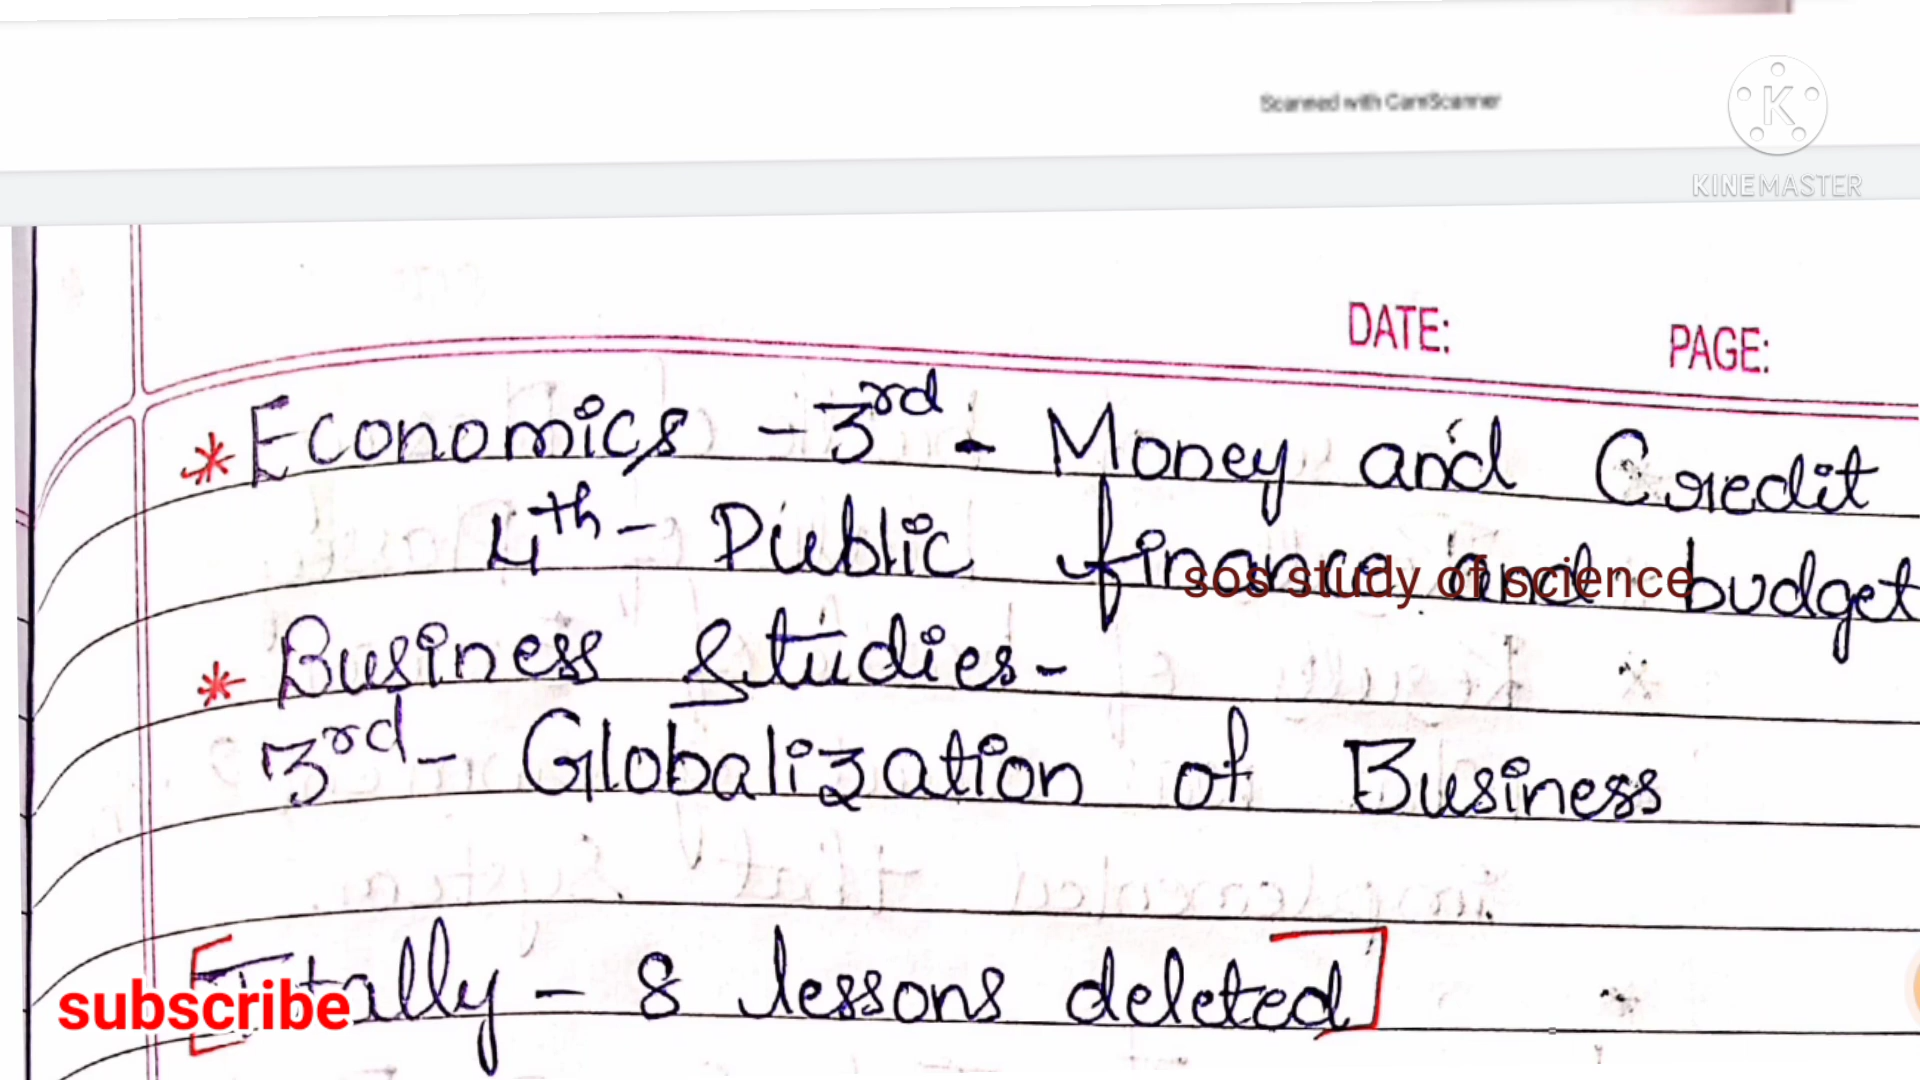 Scanned with CamScanner
KINEMASTER
DATE: PAGE:
* Economics - 3rd - Money and Credit
4th - Public finance and budget
sos study of science
* Business Studies -
3rd - Globalization of Business
Totally - 8 lessons deleted
subscribe